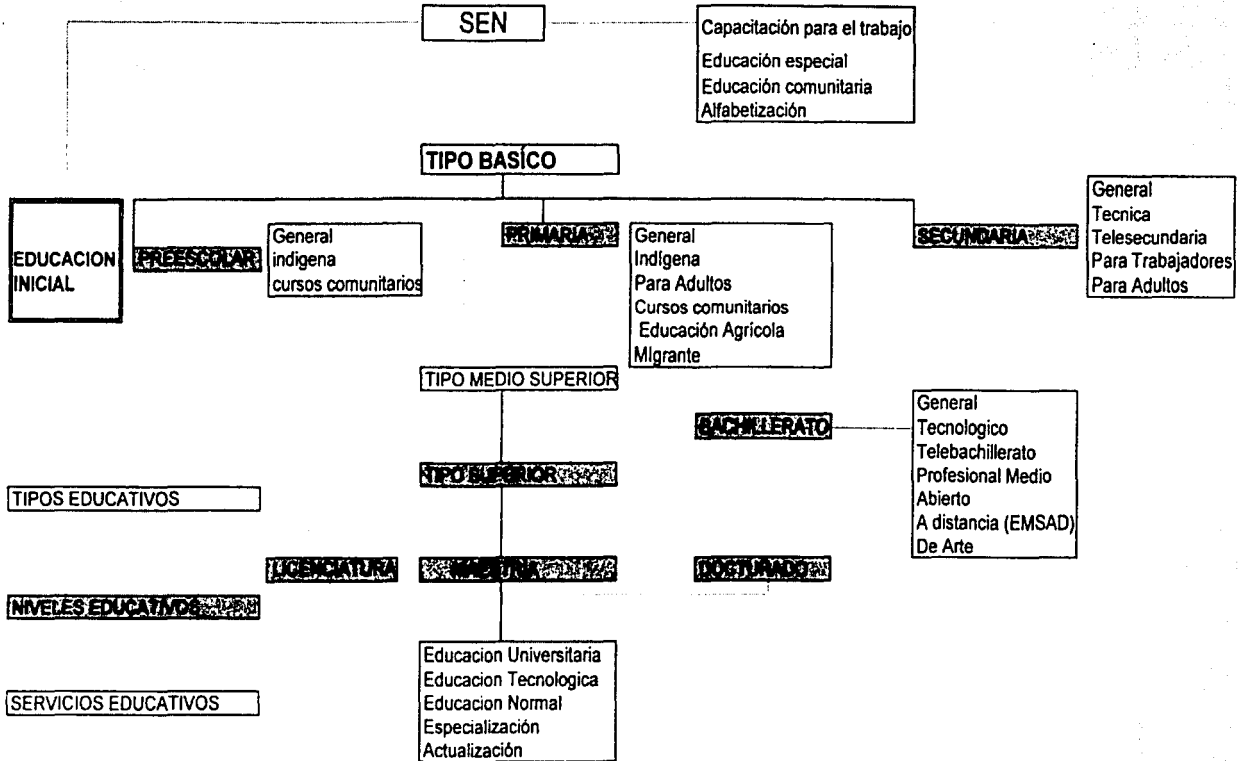 SEN
Capacitación para el trabajo
Educación especial
Educación comunitaria
Alfabetización
TIPO BASÍCO
EDUCACION
INICIAL
PREESCOLAR
General
indigena
cursos comunitarios
PRIMARIA
General
Indígena
Para Adultos
Cursos comunitarios
Educación Agrícola
MIgrante
SECUNDARIA
General
Tecnica
Telesecundaria
Para Trabajadores
Para Adultos
TIPO MEDIO SUPERIOR
BACHILLERATO
General
Tecnologico
Telebachillerato
Profesional Medio
Abierto
A distancia (EMSAD)
De Arte
TIPO SUPERIOR
TIPOS EDUCATIVOS
LICENCIATURA
MAESTRIA
DOCTURADO
NIVELES EDUCATIVOS
Educacion Universitaria
Educacion Tecnologica
Educacion Normal
Especialización
Actualización
SERVICIOS EDUCATIVOS